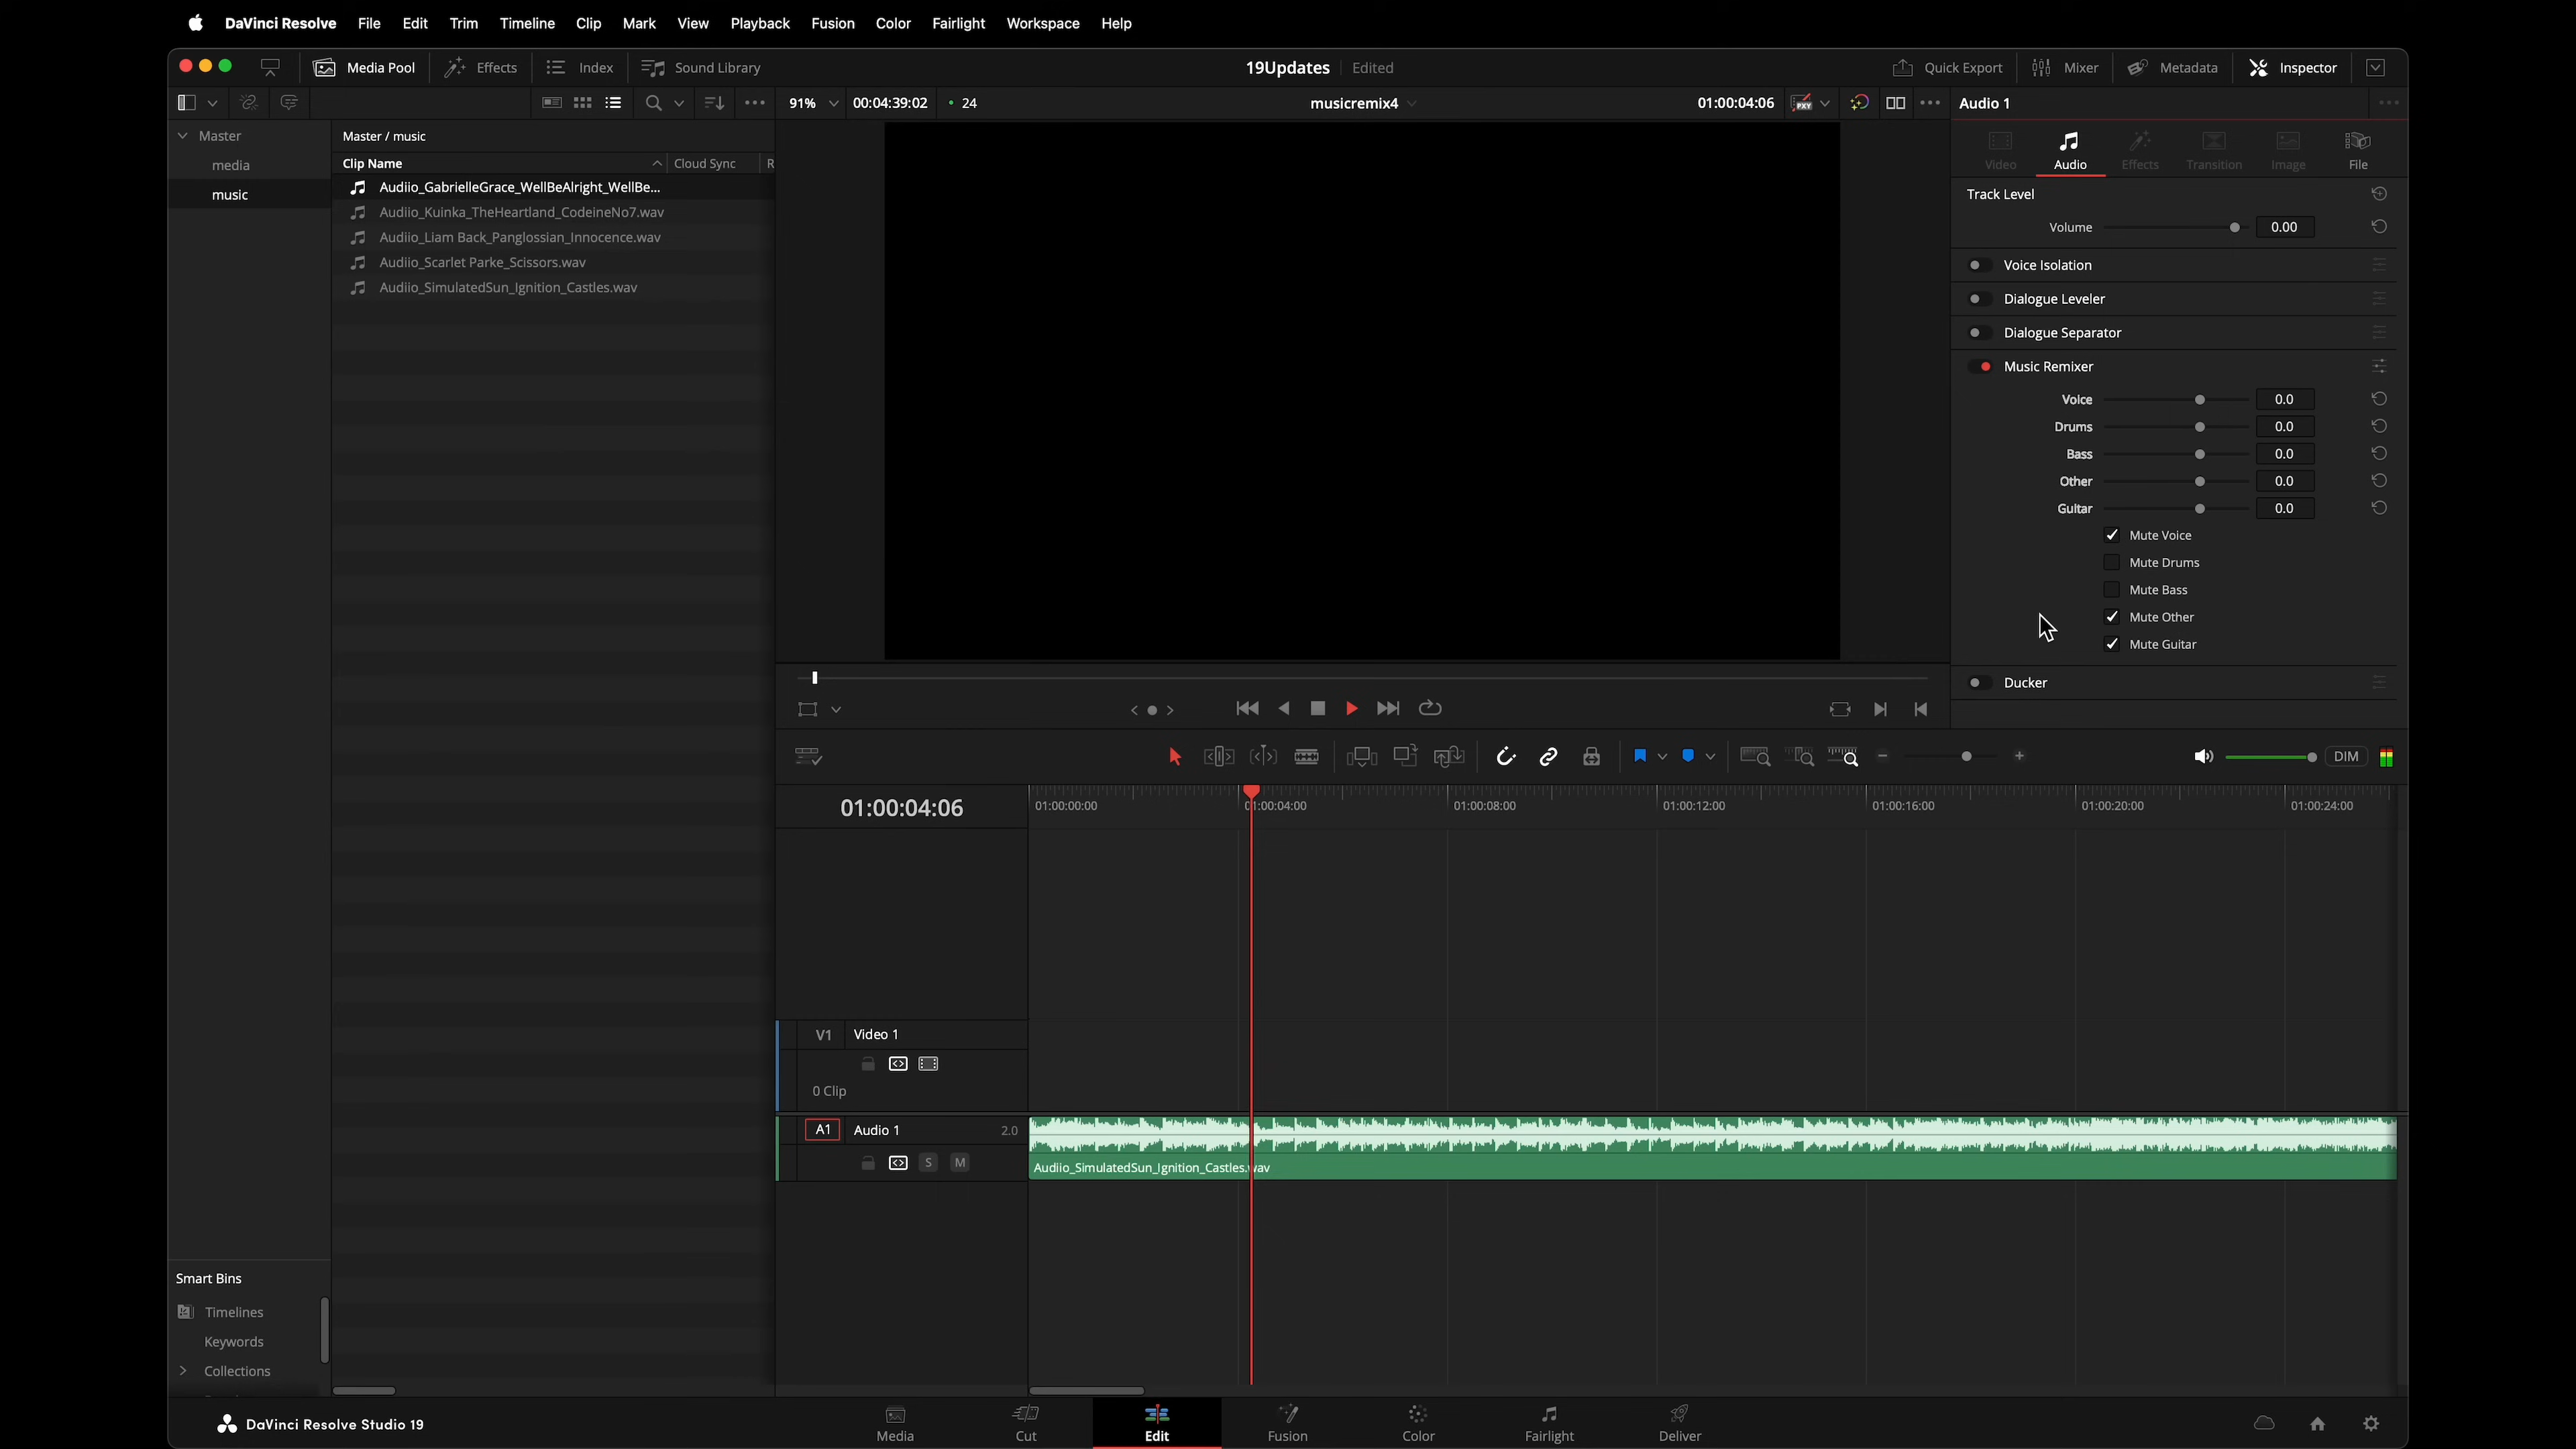 DaVinci Resolve File Edit Trim Timeline Clip Mark View Playback Fusion Color Fairlight Workspace Help
Media Pool Effects Index Sound Library 19Updates Edited Quick Export Mixer Metadata Inspector
91% 00:04:39:02 24 musicremix4 01:00:04:06 PXY Audio 1
Master
media
music
Master / music
Clip Name Cloud Sync R
Audiio_GabrielleGrace_WellBeAlright_WellBe...
Audiio_Kuinka_TheHeartland_CodeineNo7.wav
Audiio_Liam Back_Panglossian_Innocence.wav
Audiio_Scarlet Parke_Scissors.wav
Audiio_SimulatedSun_Ignition_Castles.wav
Video Audio Effects Transition Image File
Track Level
Volume 0.00
Voice Isolation
Dialogue Leveler
Dialogue Separator
Music Remixer
Voice 0.0
Drums 0.0
Bass 0.0
Other 0.0
Guitar 0.0
Mute Voice
Mute Drums
Mute Bass
Mute Other
Mute Guitar
Ducker
DIM
01:00:04:06
01:00:00:00 01:00:04:00 01:00:08:00 01:00:12:00 01:00:16:00 01:00:20:00 01:00:24:00
V1 Video 1
0 Clip
A1 Audio 1 2.0
S M
Audiio_SimulatedSun_Ignition_Castles.wav
Smart Bins
Timelines
Keywords
Collections
DaVinci Resolve Studio 19
Media Cut Edit Fusion Color Fairlight Deliver